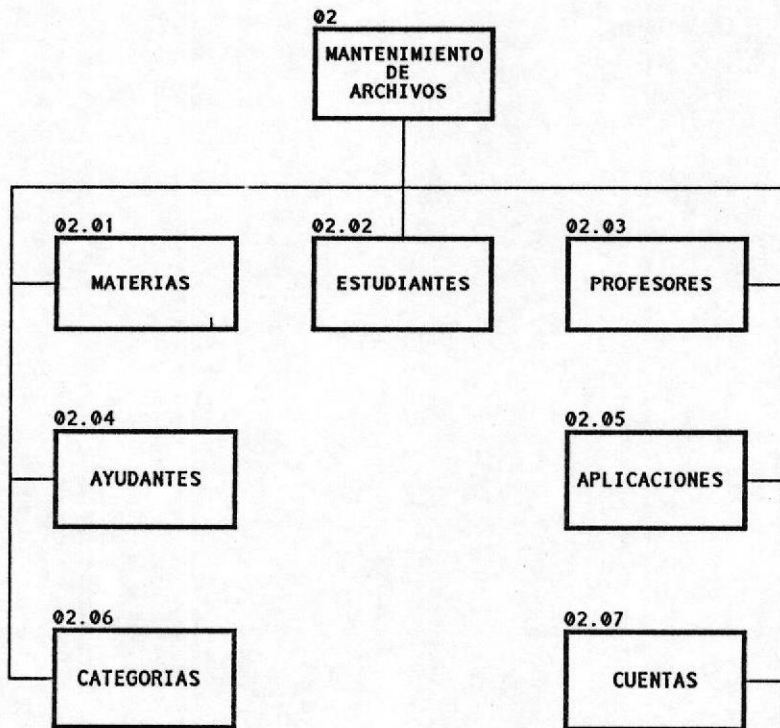 02
MANTENIMIENTO
DE
ARCHIVOS
02.01
MATERIAS
02.02
ESTUDIANTES
02.03
PROFESORES
02.04
AYUDANTES
02.05
APLICACIONES
02.06
CATEGORIAS
02.07
CUENTAS